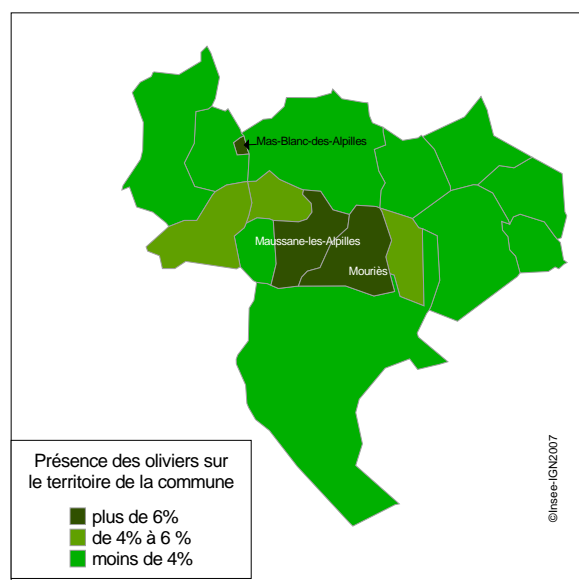 Mas-Blanc-des-Alpilles
Maussane-les-Alpilles
Mouriès
Présence des oliviers sur
le territoire de la commune
plus de 6%
de 4% à 6 %
moins de 4%
©Insee-IGN2007